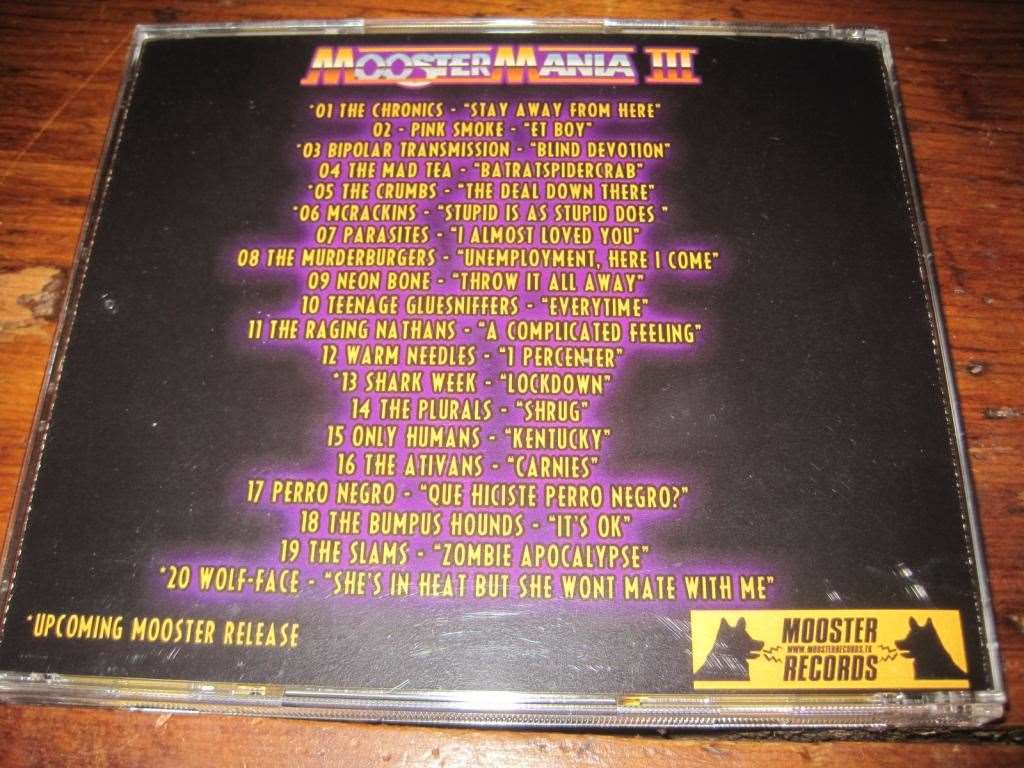 MOOSTERMANIA III
*01 THE CHRONICS - "STAY AWAY FROM HERE"
02 - PINK SMOKE - "ET BOY"
*03 BIPOLAR TRANSMISSION - "BLIND DEVOTION"
04 THE MAD TEA - "BATRATSPIDERCRAB"
*05 THE CRUMBS - "THE DEAL DOWN THERE"
*06 MCRACKINS - "STUPID IS AS STUPID DOES "
07 PARASITES - "I ALMOST LOVED YOU"
08 THE MURDERBURGERS - "UNEMPLOYMENT, HERE I COME"
09 NEON BONE - "THROW IT ALL AWAY"
10 TEENAGE GLUESNIFFERS - "EVERYTIME"
11 THE RAGING NATHANS - "A COMPLICATED FEELING"
12 WARM NEEDLES - "1 PERCENTER"
*13 SHARK WEEK - "LOCKDOWN"
14 THE PLURALS - "SHRUG"
15 ONLY HUMANS - "KENTUCKY"
16 THE ATIVANS - "CARNIES"
17 PERRO NEGRO - "QUE HICISTE PERRO NEGRO?"
18 THE BUMPUS HOUNDS - "IT'S OK"
19 THE SLAMS - "ZOMBIE APOCALYPSE"
*20 WOLF-FACE - "SHE'S IN HEAT BUT SHE WONT MATE WITH ME"
*UPCOMING MOOSTER RELEASE
MOOSTER
RECORDS